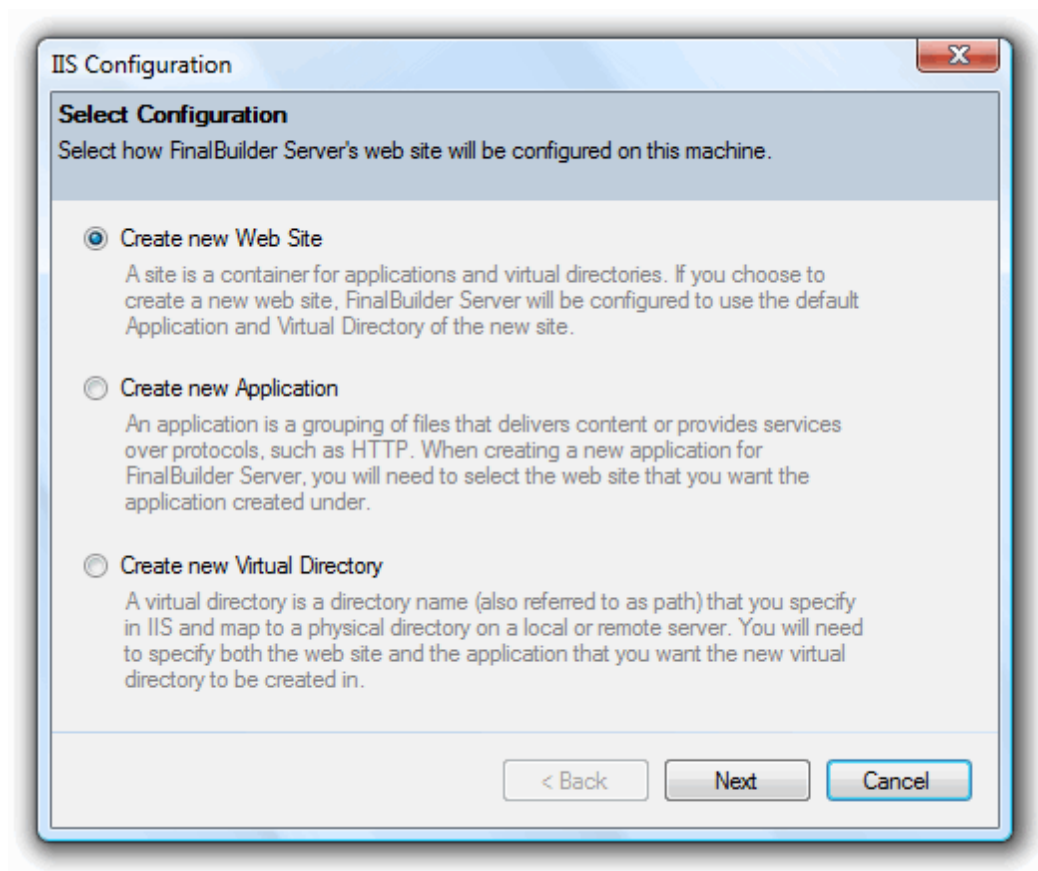 IIS Configuration
Select Configuration
Select how FinalBuilder Server's web site will be configured on this machine.
Create new Web Site
A site is a container for applications and virtual directories. If you choose to
create a new web site, FinalBuilder Server will be configured to use the default
Application and Virtual Directory of the new site.
Create new Application
An application is a grouping of files that delivers content or provides services
over protocols, such as HTTP. When creating a new application for
FinalBuilder Server, you will need to select the web site that you want the
application created under.
Create new Virtual Directory
A virtual directory is a directory name (also referred to as path) that you specify
in IIS and map to a physical directory on a local or remote server. You will need
to specify both the web site and the application that you want the new virtual
directory to be created in.
< Back Next Cancel